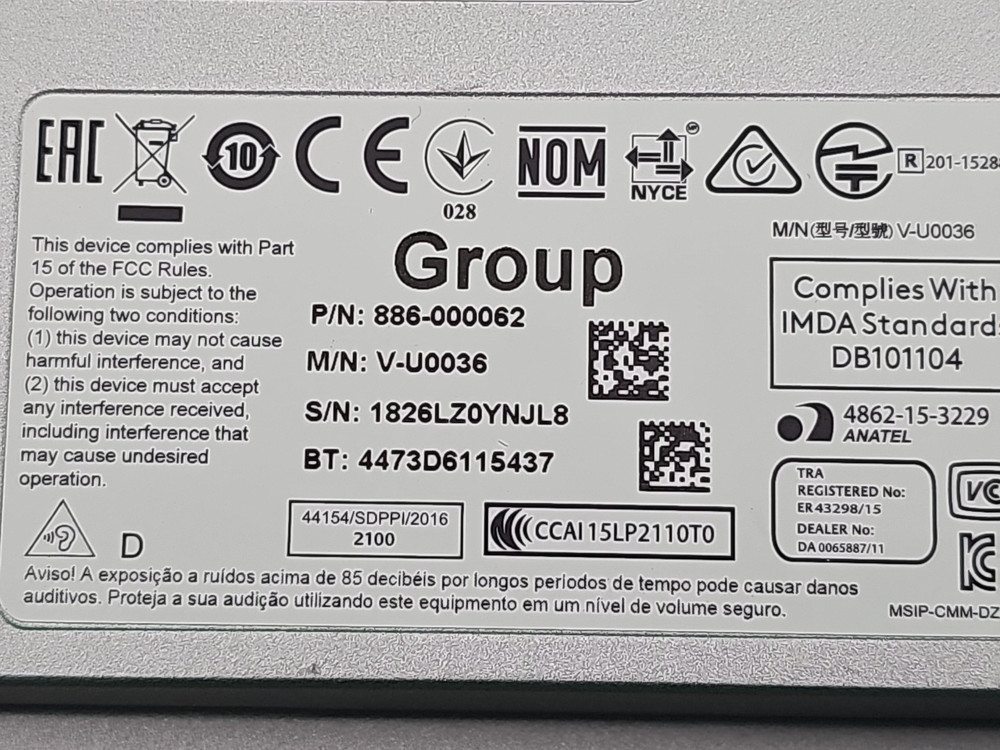 EAC
10
CE
028
NOM
NYCE
R 201-1528
M/N(型号/型號) V-U0036
This device complies with Part
15 of the FCC Rules.
Operation is subject to the
following two conditions:
(1) this device may not cause
harmful interference, and
(2) this device must accept
any interference received,
including interference that
may cause undesired
operation.
Group
P/N: 886-000062
M/N: V-U0036
S/N: 1826LZ0YNJL8
BT: 4473D6115437
Complies With
IMDA Standards
DB101104
4862-15-3229
ANATEL
TRA
REGISTERED No:
ER 43298/15
DEALER No:
DA 0065887/11
VC
D
44154/SDPPI/2016
2100
CCAI15LP2110T0
Aviso! A exposição a ruídos acima de 85 decibéis por longos períodos de tempo pode causar danos
auditivos. Proteja a sua audição utilizando este equipamento em um nível de volume seguro.
MSIP-CMM-DZ